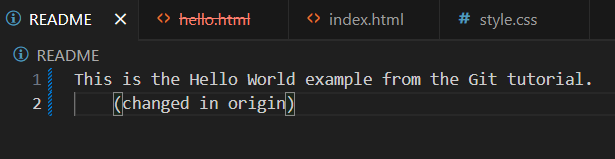 README × hello.html index.html style.css
README
1 This is the Hello World example from the Git tutorial.
2 (changed in origin)